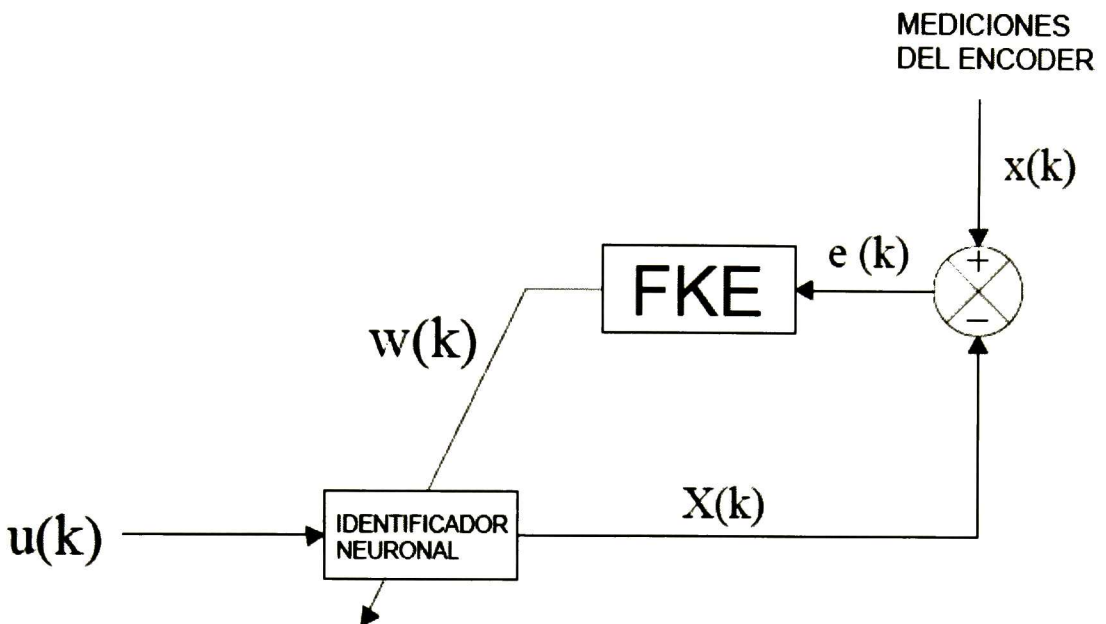 MEDICIONES
DEL ENCODER
x(k)
+
e (k)
FKE
−
w(k)
X(k)
IDENTIFICADOR
NEURONAL
u(k)